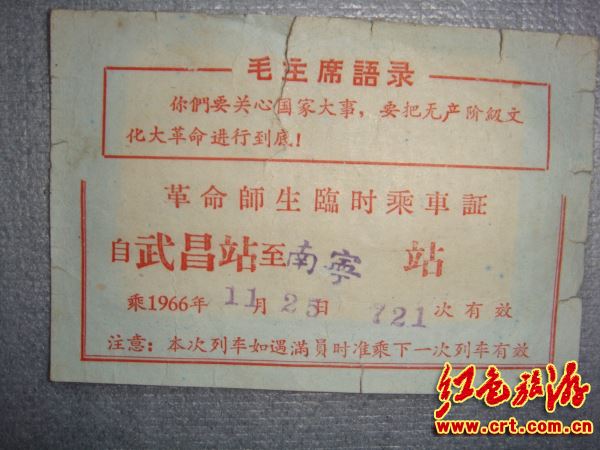 毛主席語录
你們要关心国家大事，要把无产阶級文
化大革命进行到底！
革命師生臨时乘車証
自武昌站至南寧 站
乘1966年11月25日 721次有效
注意：本次列车如遇滿員时准乘下一次列车有效
红色旅游
www.crt.com.cn